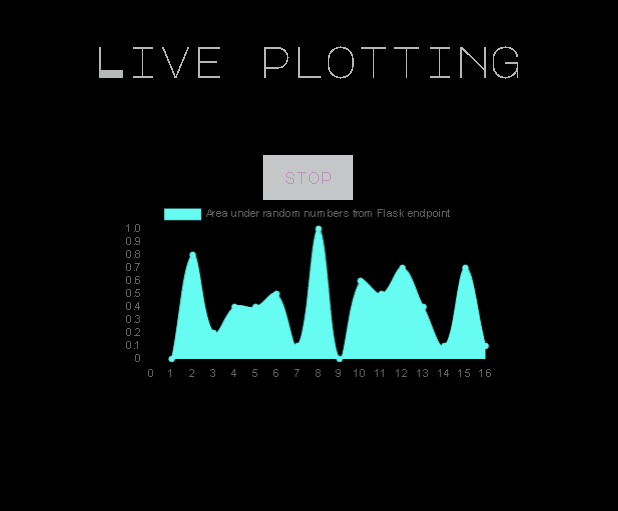 LIVE PLOTTING
STOP
Area under random numbers from Flask endpoint
1.0
0.9
0.8
0.7
0.6
0.5
0.4
0.3
0.2
0.1
0
0 1 2 3 4 5 6 7 8 9 10 11 12 13 14 15 16